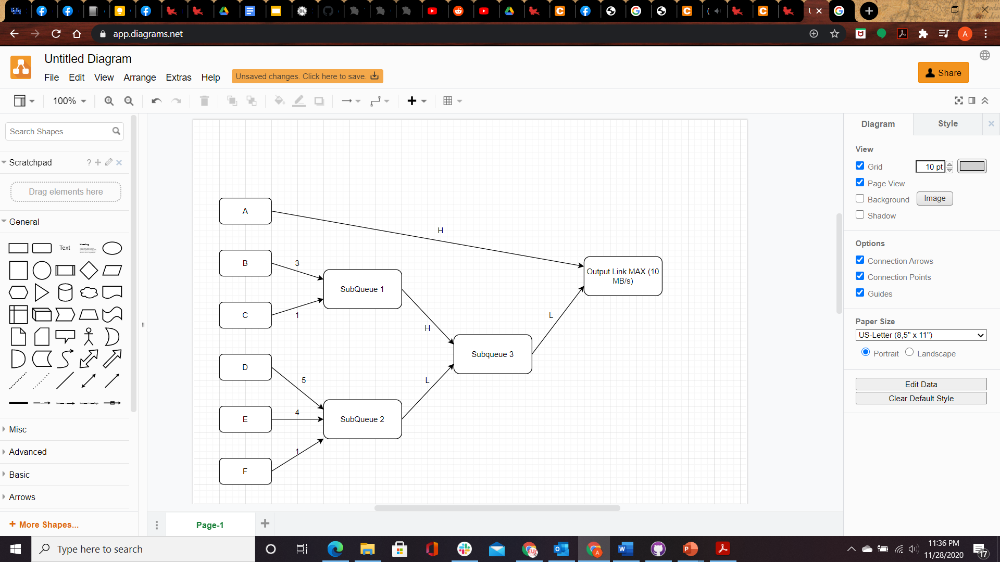 app.diagrams.net
A
Untitled Diagram
File Edit View Arrange Extras Help
Unsaved changes. Click here to save.
Share
100%
Search Shapes
Scratchpad
?
Drag elements here
General
Text
Heading
Misc
Advanced
Basic
Arrows
+ More Shapes...
A
B
C
D
E
F
3
1
5
4
1
SubQueue 1
SubQueue 2
H
L
Subqueue 3
H
L
Output Link MAX (10
MB/s)
Page-1
Diagram Style
View
Grid 10 pt
Page View
Background Image
Shadow
Options
Connection Arrows
Connection Points
Guides
Paper Size
US-Letter (8,5" x 11")
Portrait Landscape
Edit Data
Clear Default Style
Type here to search
11:36 PM
11/28/2020
17